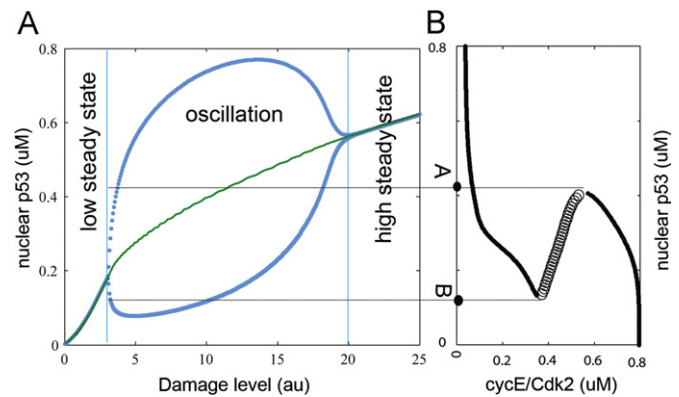 A
B
nuclear p53 (uM)
0.8
0.6
0.4
0.2
0
low steady state
oscillation
high steady state
0
5
10
15
20
25
Damage level (au)
0.8
A
B
0
0
0.2
0.4
0.6
0.8
cycE/Cdk2 (uM)
nuclear p53 (uM)